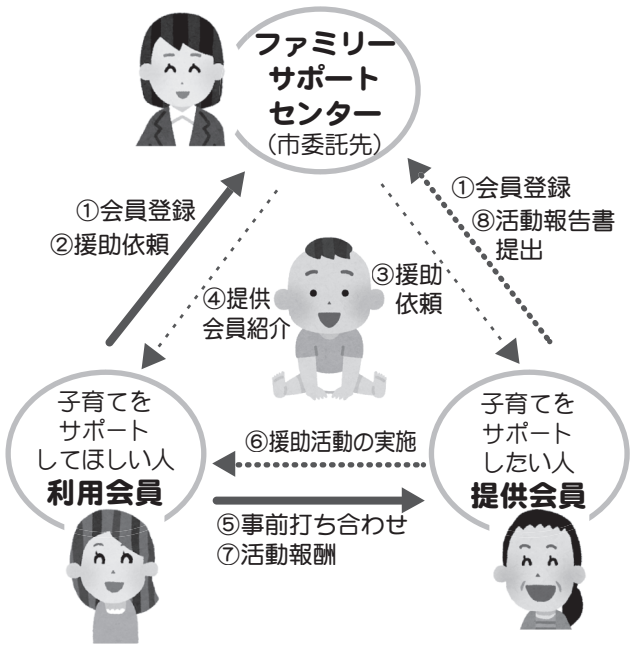 ファミリー
サポート
センター
(市委託先)
①会員登録
②援助依頼
①会員登録
⑧活動報告書
提出
③援助
依頼
④提供
会員紹介
子育てを
サポート
してほしい人
利用会員
⑥援助活動の実施
⑤事前打ち合わせ
⑦活動報酬
子育てを
サポート
したい人
提供会員